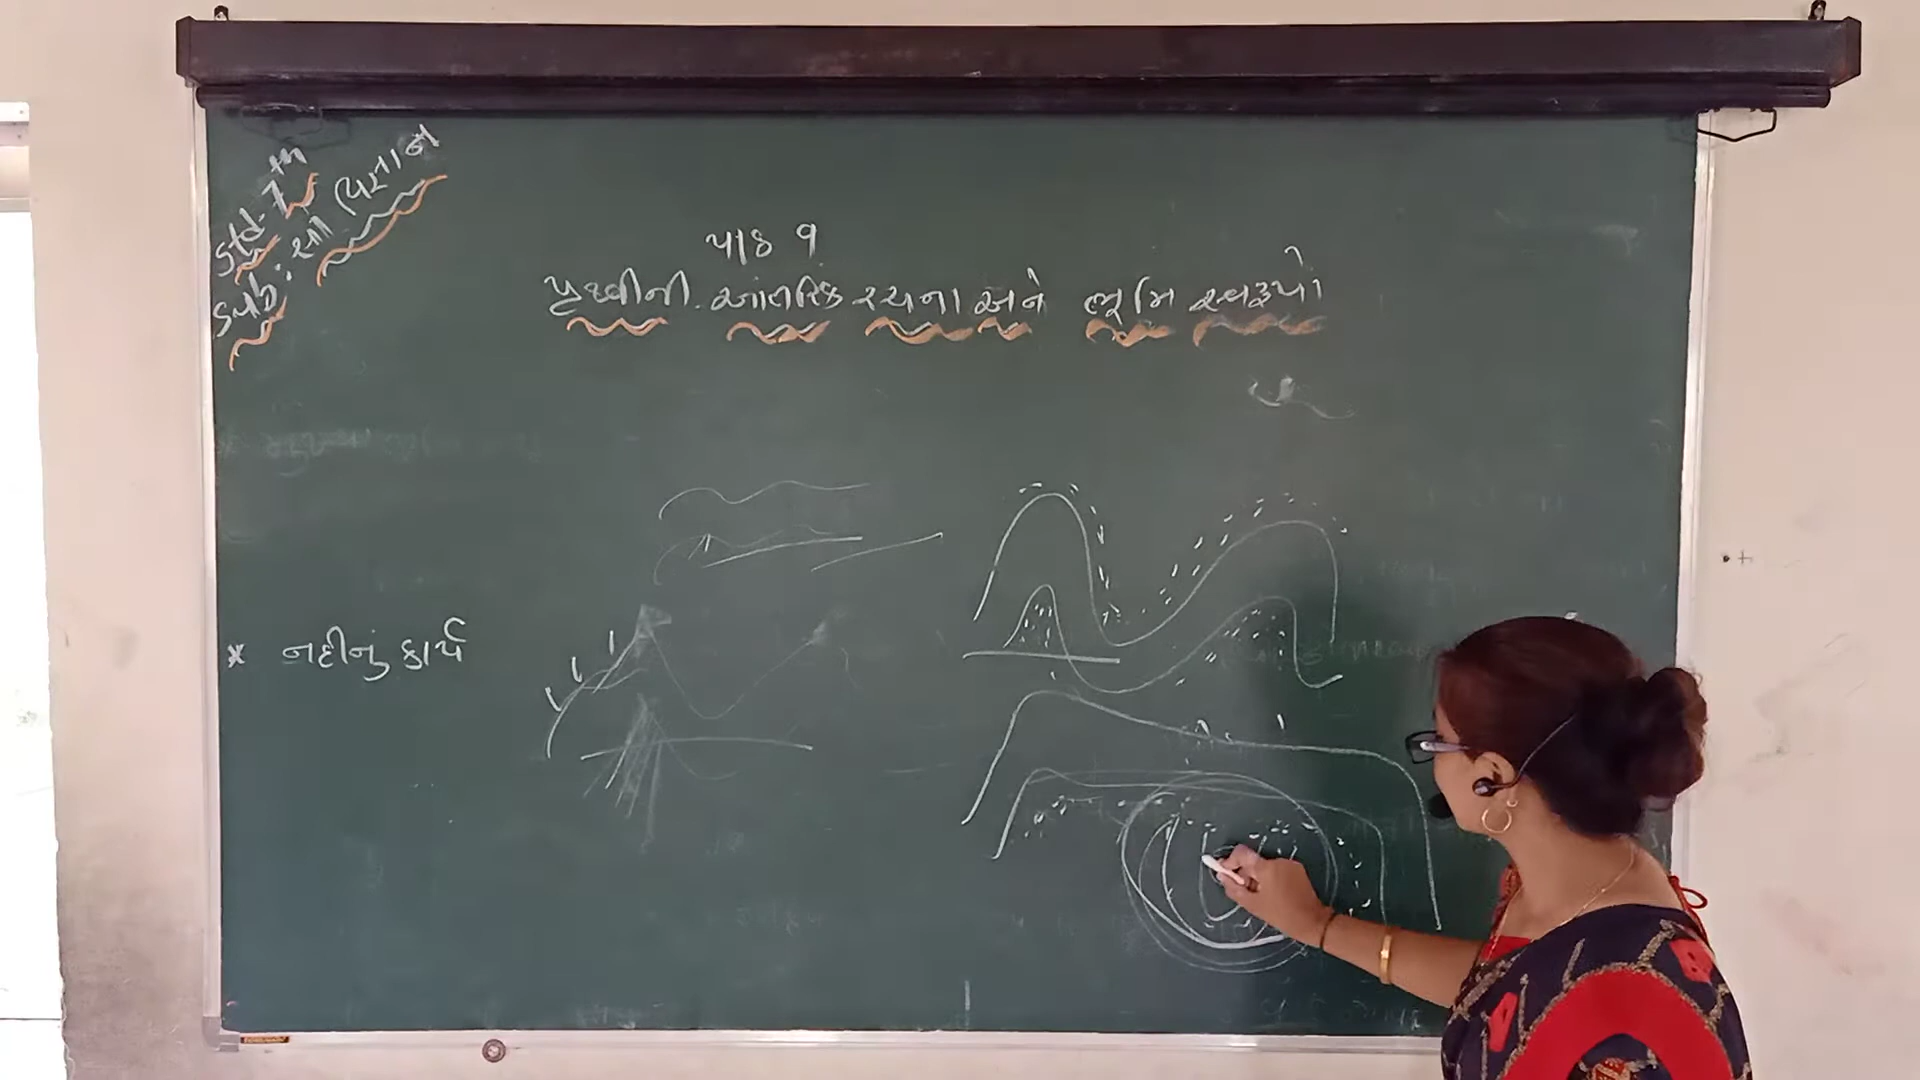 Std-7th
Sub: સા. વિજ્ઞાન
પાઠ ૧
પૃથ્વીની આંતરિક રચના અને ભૂમિ સ્વરૂપો
* નદીનું કાર્ય